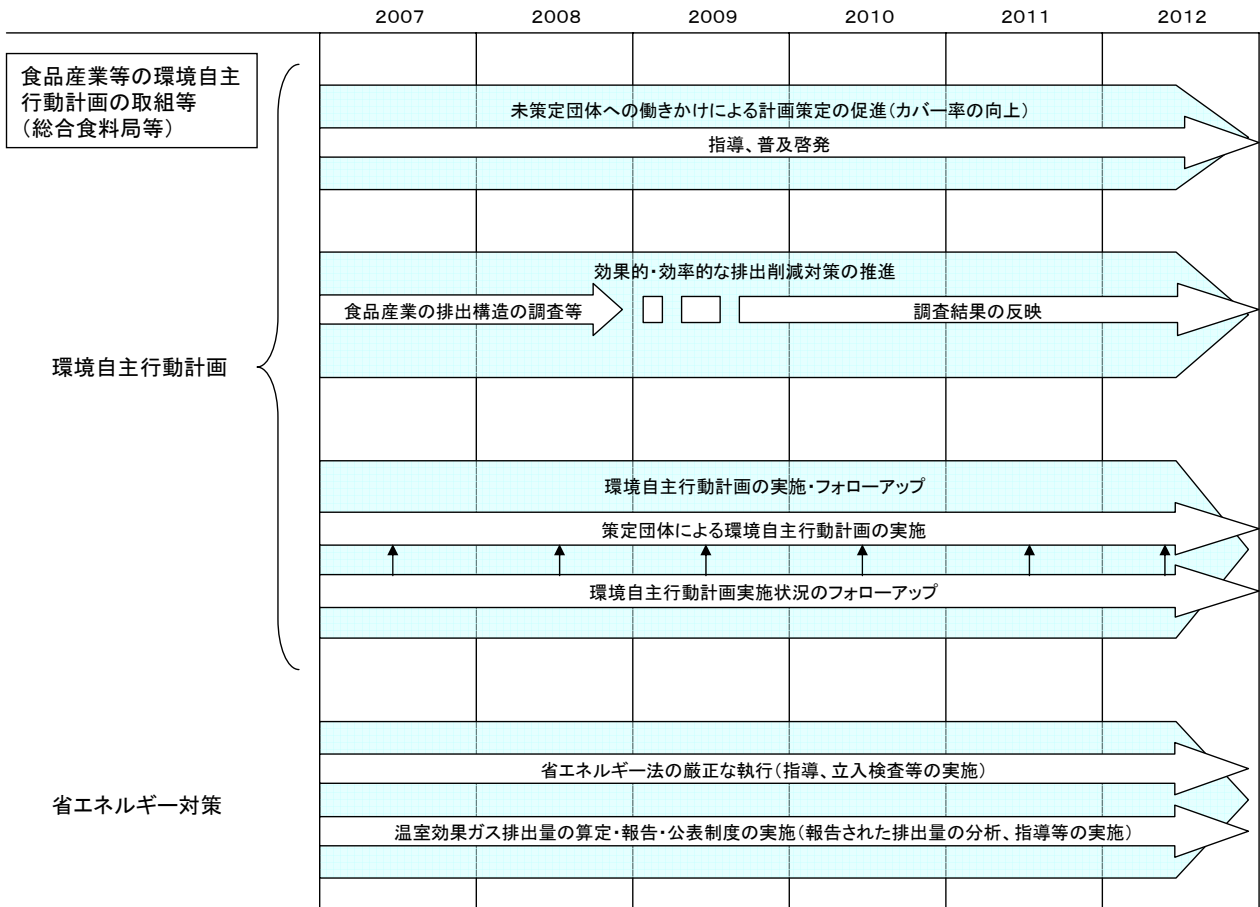 2007 2008 2009 2010 2011 2012
食品産業等の環境自主
行動計画の取組等
（総合食料局等）
未策定団体への働きかけによる計画策定の促進（カバー率の向上）
指導、普及啓発
効果的・効率的な排出削減対策の推進
食品産業の排出構造の調査等 調査結果の反映
環境自主行動計画
環境自主行動計画の実施・フォローアップ
策定団体による環境自主行動計画の実施
環境自主行動計画実施状況のフォローアップ
省エネルギー法の厳正な執行（指導、立入検査等の実施）
省エネルギー対策
温室効果ガス排出量の算定・報告・公表制度の実施（報告された排出量の分析、指導等の実施）